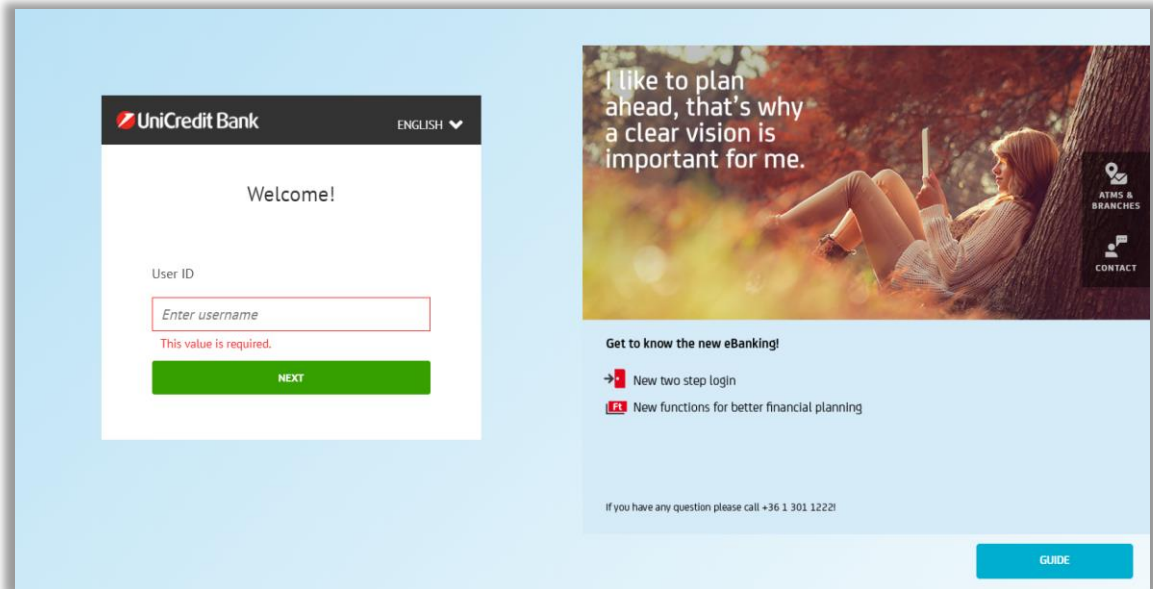 UniCredit Bank
ENGLISH
Welcome!
User ID
Enter username
This value is required.
NEXT
I like to plan
ahead, that's why
a clear vision is
important for me.
ATMS &
BRANCHES
CONTACT
Get to know the new eBanking!
New two step login
Ft
New functions for better financial planning
If you have any question please call +36 1 301 1222!
GUIDE